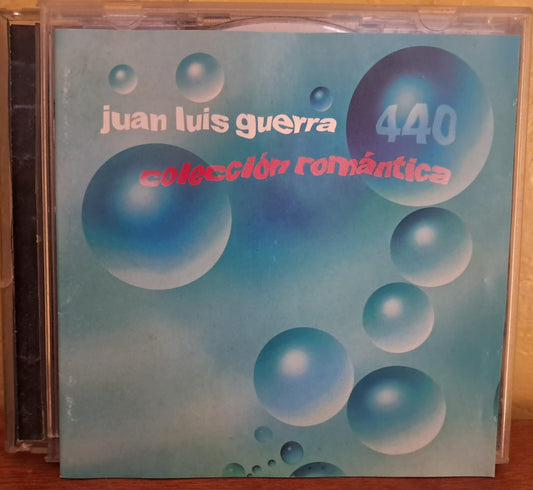 juan luis guerra 440
colección romántica